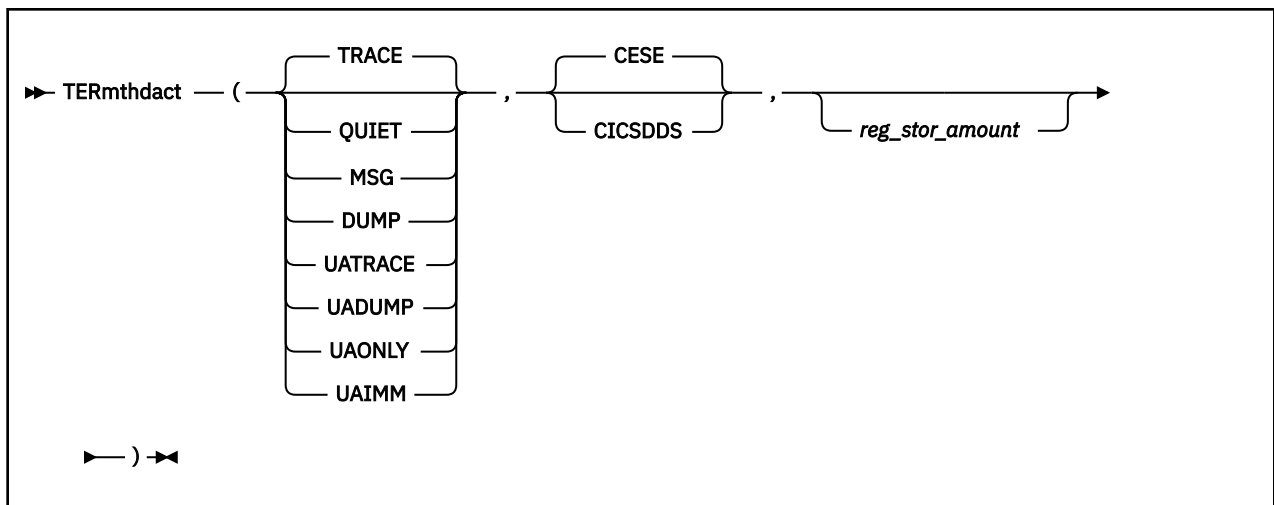 TRACE CESE
TERmthdact ( , ,
QUIET CICSDDS reg_stor_amount
MSG
DUMP
UATRACE
UADUMP
UAONLY
UAIMM
)